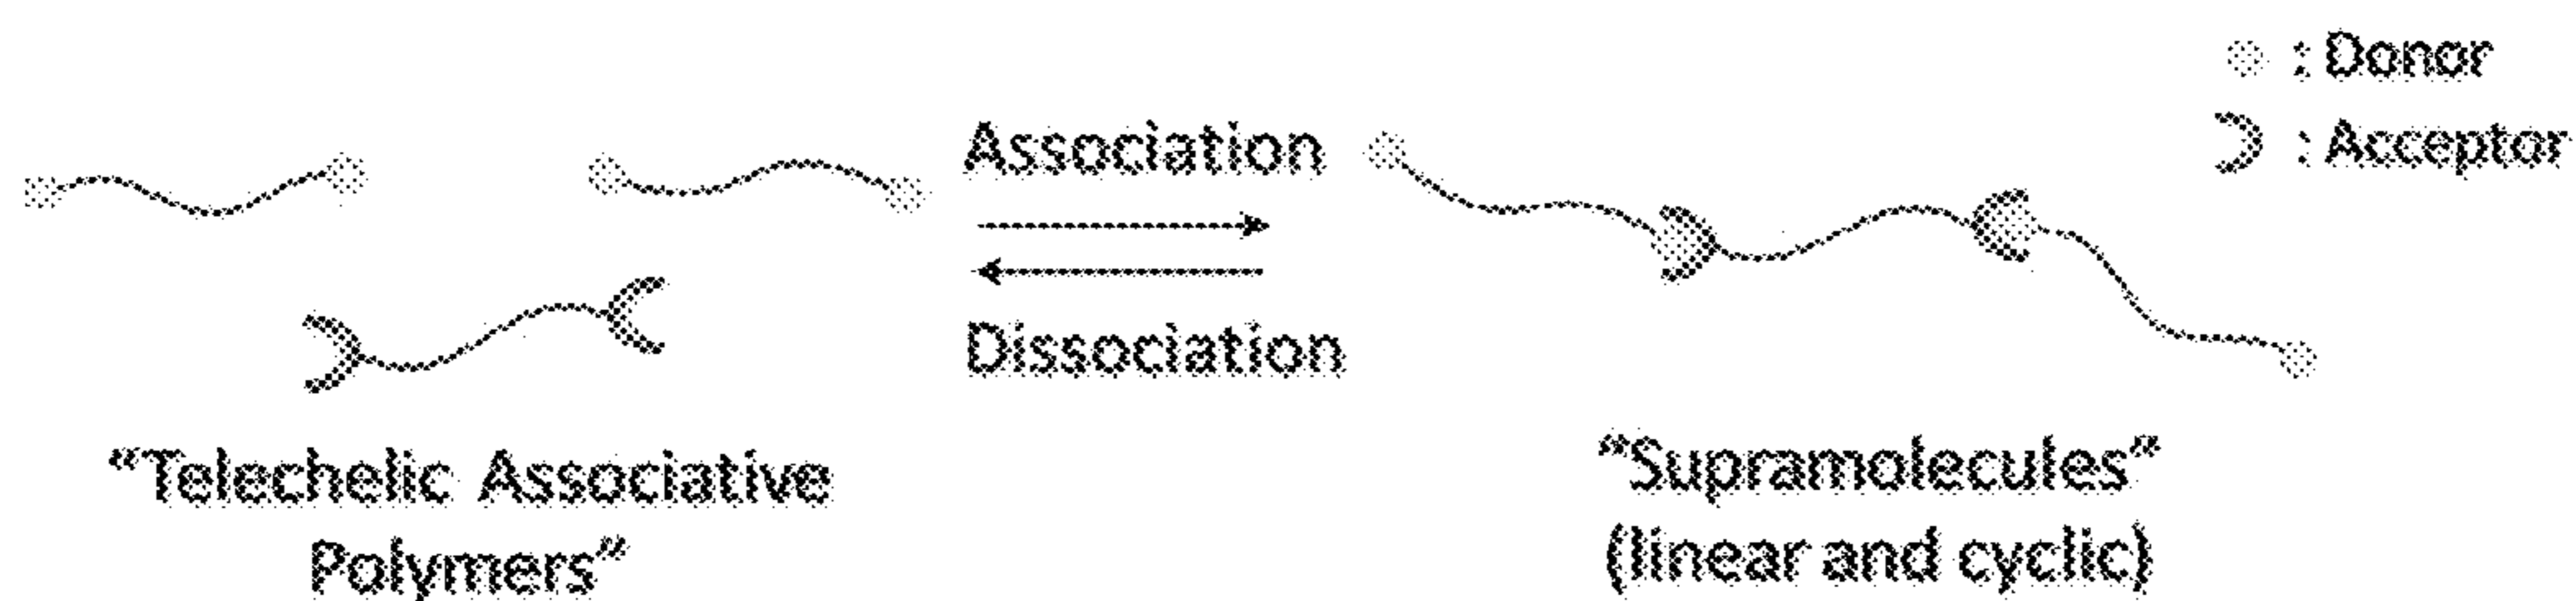 : Donor
: Acceptor
Association
Dissociation
“Telechelic Associative
Polymers”
“Supramolecules”
(linear and cyclic)